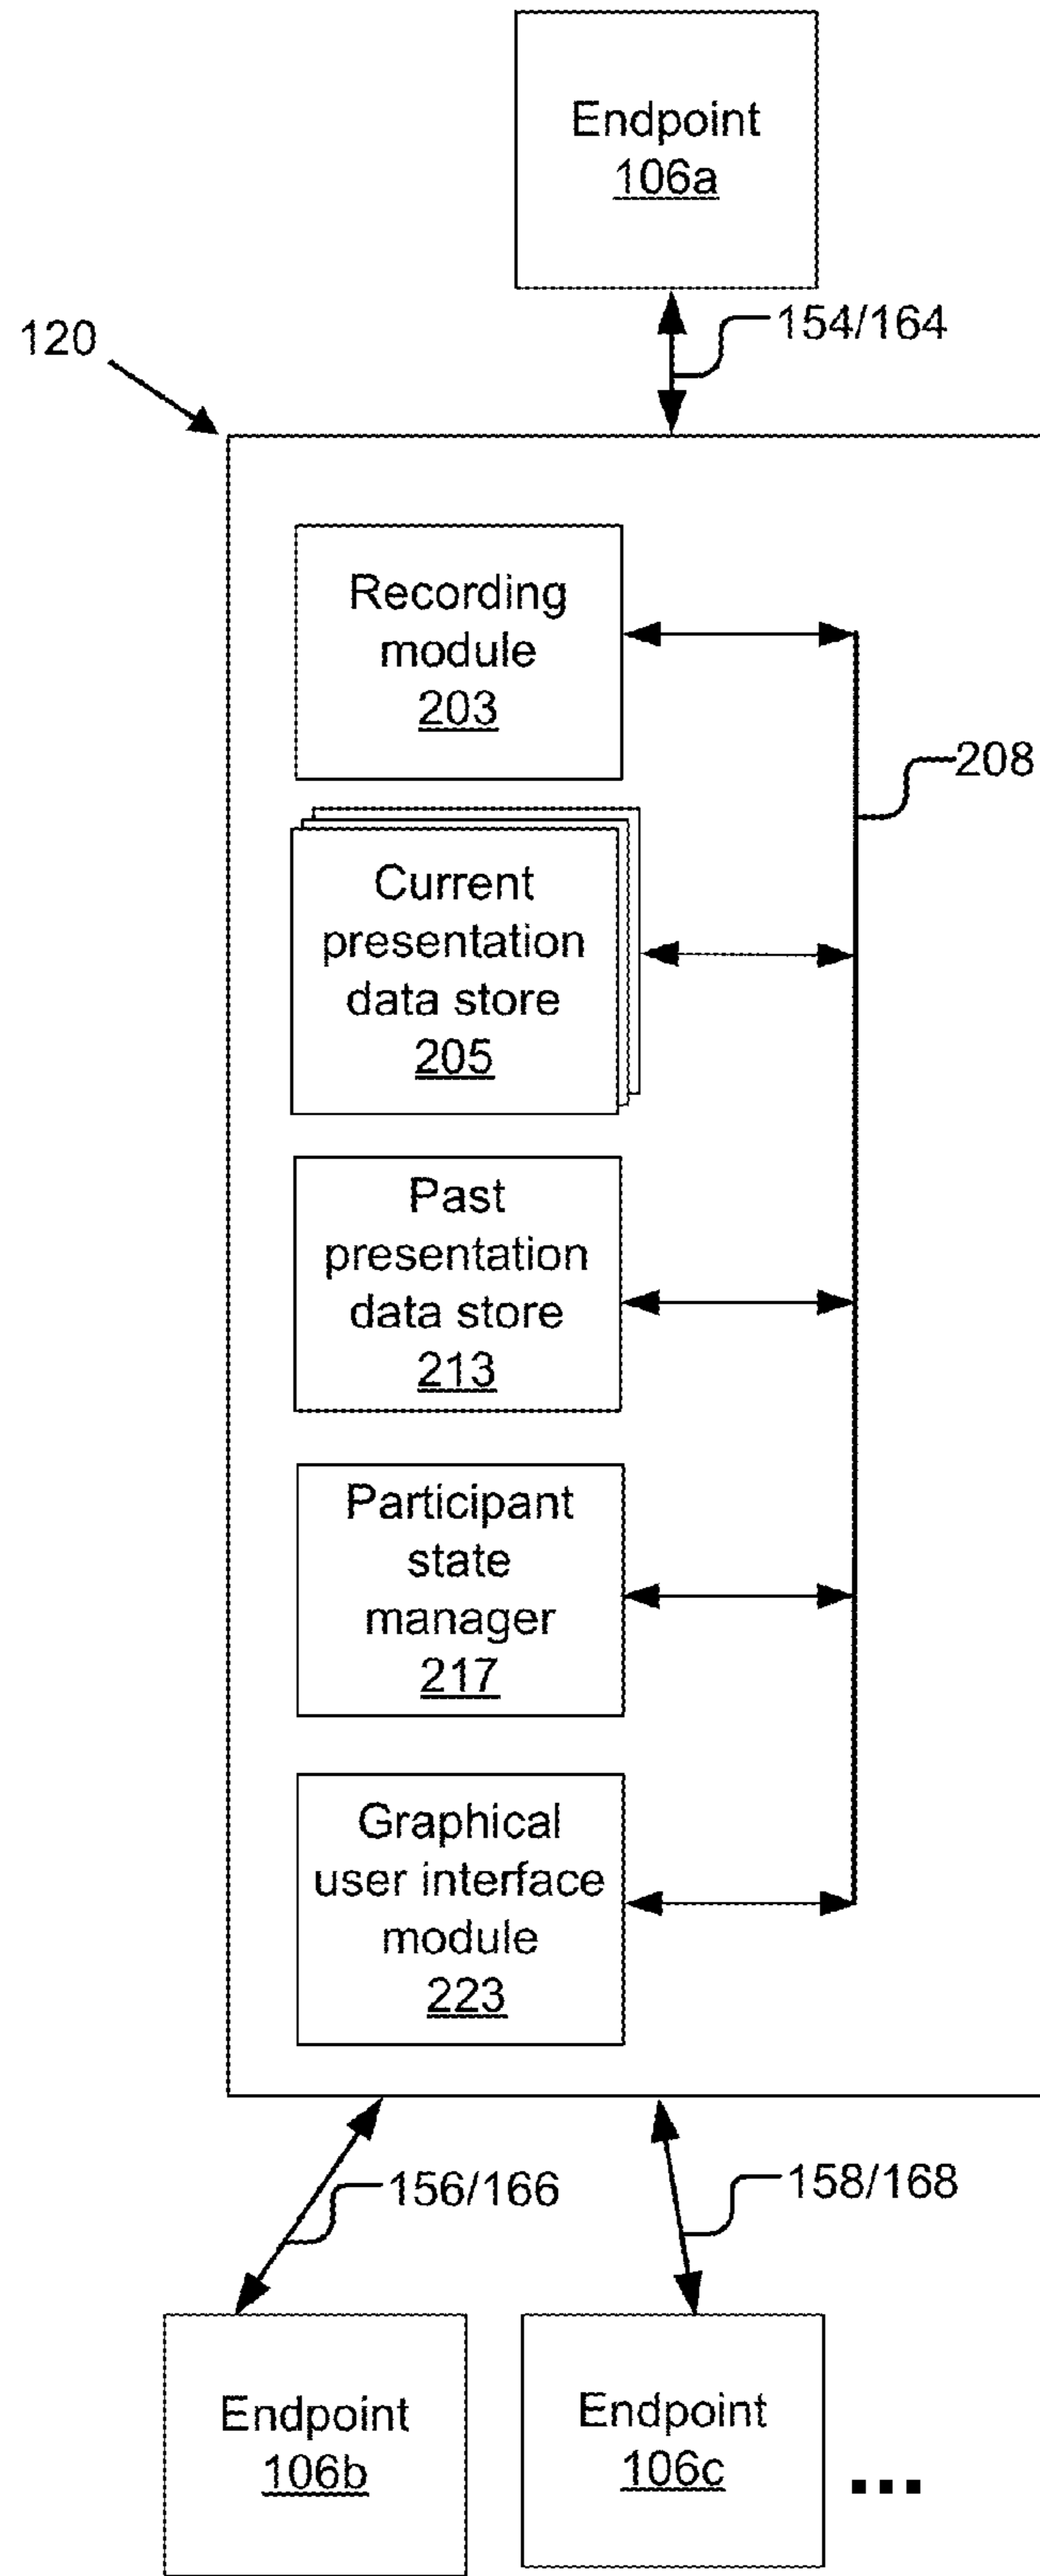 Endpoint
106a
154/164
120
Recording
module
203
208
Current
presentation
data store
205
Past
presentation
data store
213
Participant
state
manager
217
Graphical
user interface
module
223
156/166
158/168
Endpoint
106b
Endpoint
106c
...